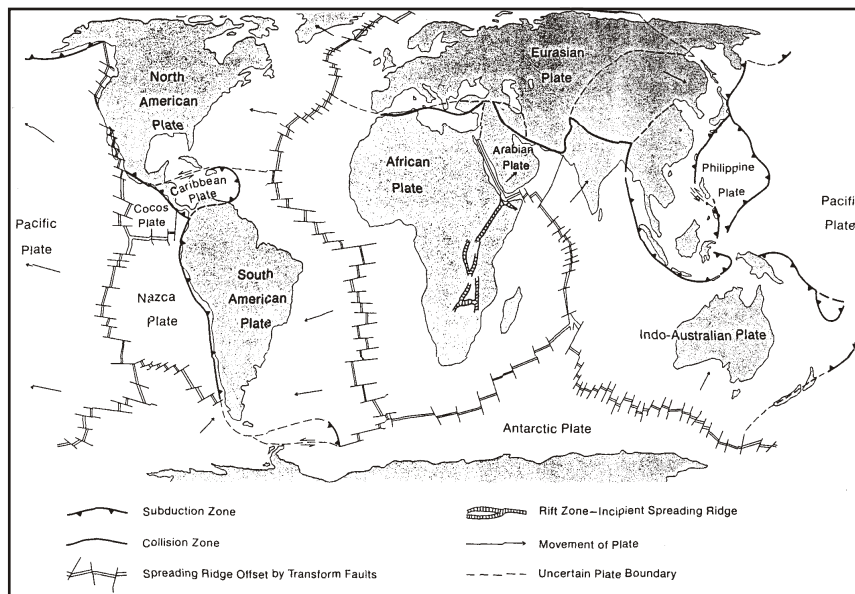 North
American
Plate
Eurasian
Plate
African
Plate
Arabian
Plate
Caribbean
Plate
Cocos
Plate
Philippine
Plate
Pacific
Plate
Pacifi
Plate
Nazca
Plate
South
American
Plate
Indo-Australian Plate
Antarctic Plate
Subduction Zone
Collision Zone
Spreading Ridge Offset by Transform Faults
Rift Zone—Incipient Spreading Ridge
Movement of Plate
Uncertain Plate Boundary